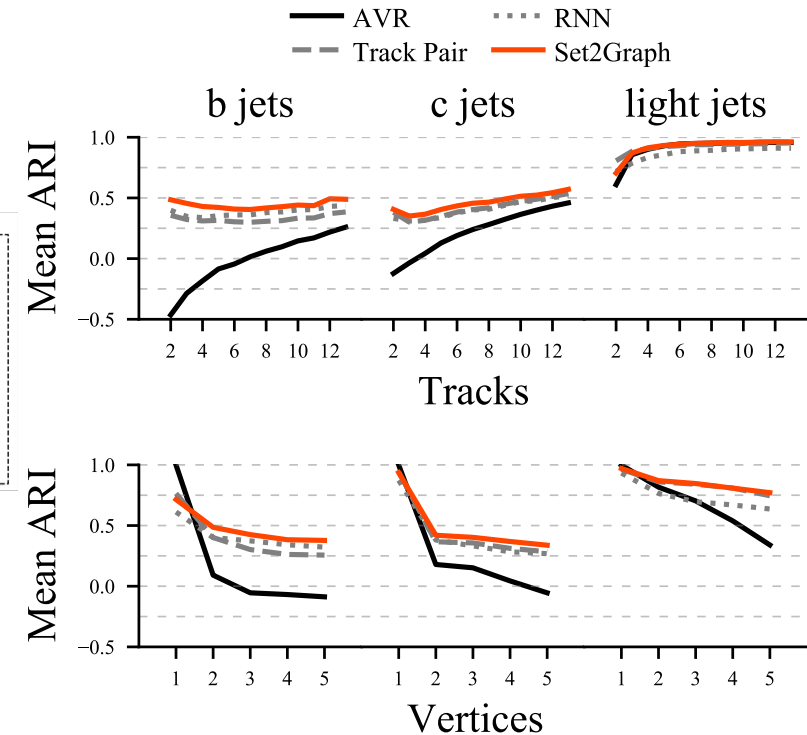 AVR RNN
Track Pair Set2Graph
b jets c jets light jets
Mean ARI
1.0
0.5
0.0
−0.5
2 4 6 8 10 12 2 4 6 8 10 12 2 4 6 8 10 12
Tracks
Mean ARI
1.0
0.5
0.0
−0.5
1 2 3 4 5 1 2 3 4 5 1 2 3 4 5
Vertices